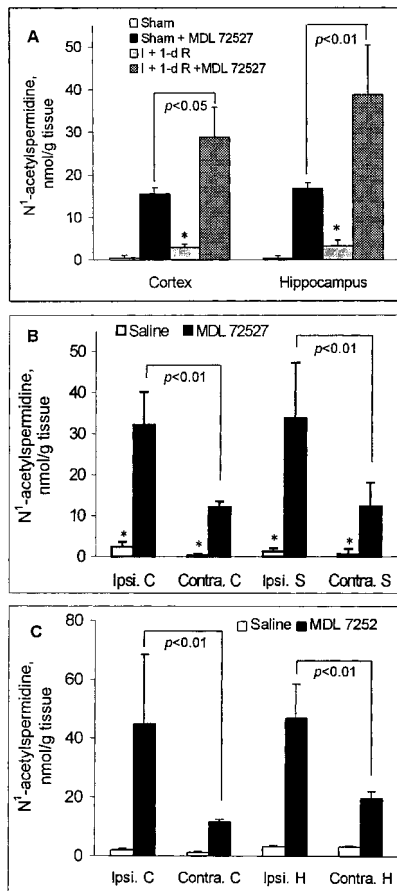 A
Sham
Sham + MDL 72527
I + 1-d R
I + 1-d R +MDL 72527
p<0.01
p<0.05
N1-acetylspermidine,
nmol/g tissue
50
40
30
20
10
0
*
*
Cortex
Hippocampus
B
Saline
MDL 72527
p<0.01
p<0.01
N1-acetylspermidine,
nmol/g tissue
50
40
30
20
10
0
*
*
*
*
Ipsi. C
Contra. C
Ipsi. S
Contra. S
C
Saline
MDL 7252
p<0.01
p<0.01
N1-acetylspermidine,
nmol/g tissue
80
60
40
20
0
Ipsi. C
Contra. C
Ipsi. H
Contra. H